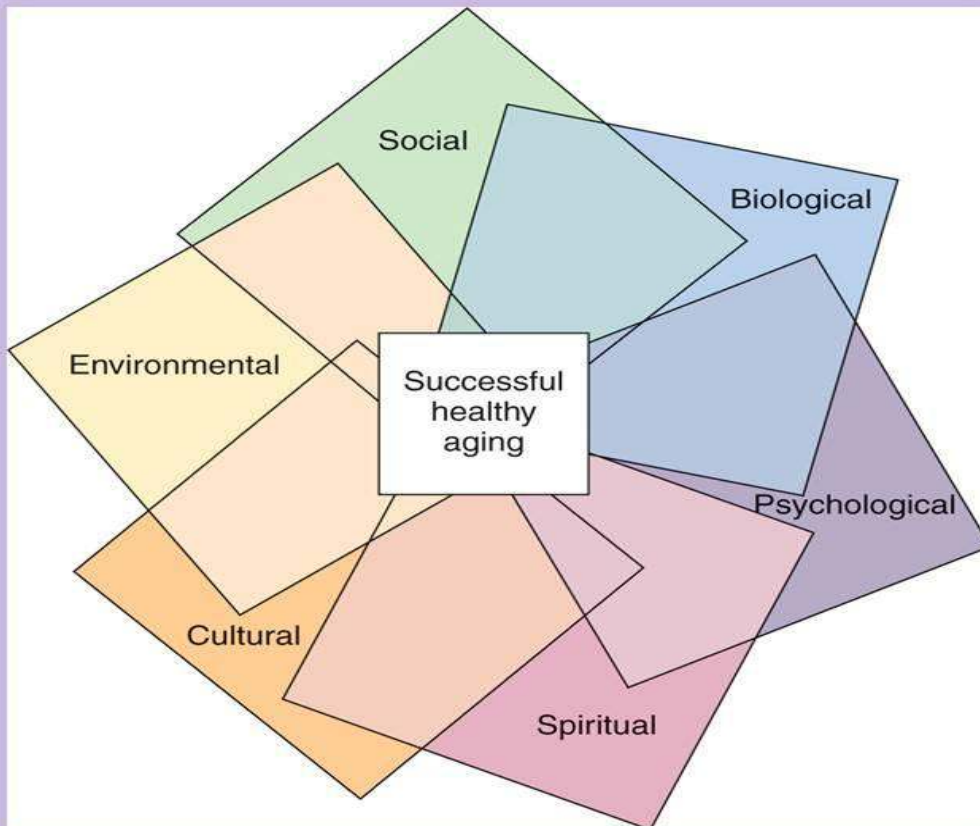 Social
Biological
Environmental
Successful
healthy
aging
Psychological
Cultural
Spiritual